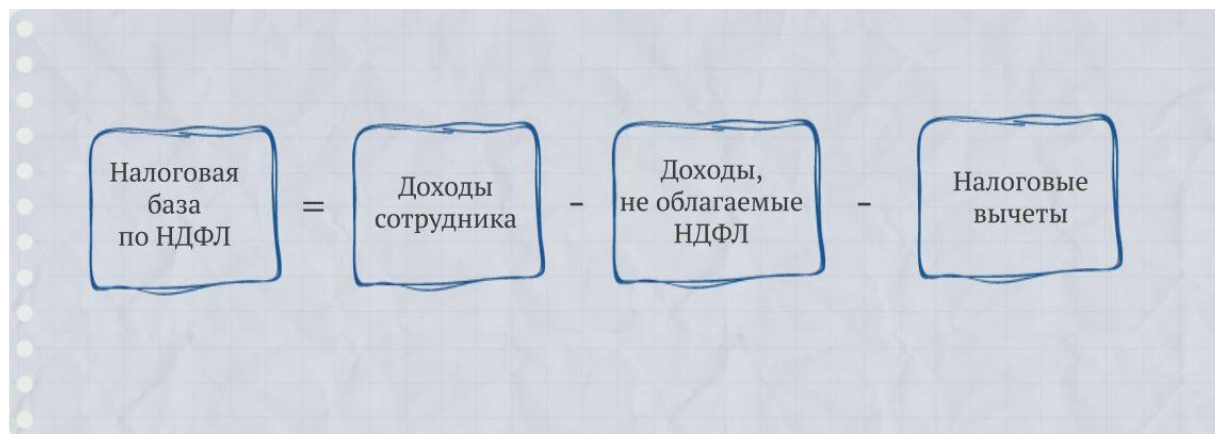 Налоговая
база
по НДФЛ
=
Доходы
сотрудника
-
Доходы,
не облагаемые
НДФЛ
-
Налоговые
вычеты